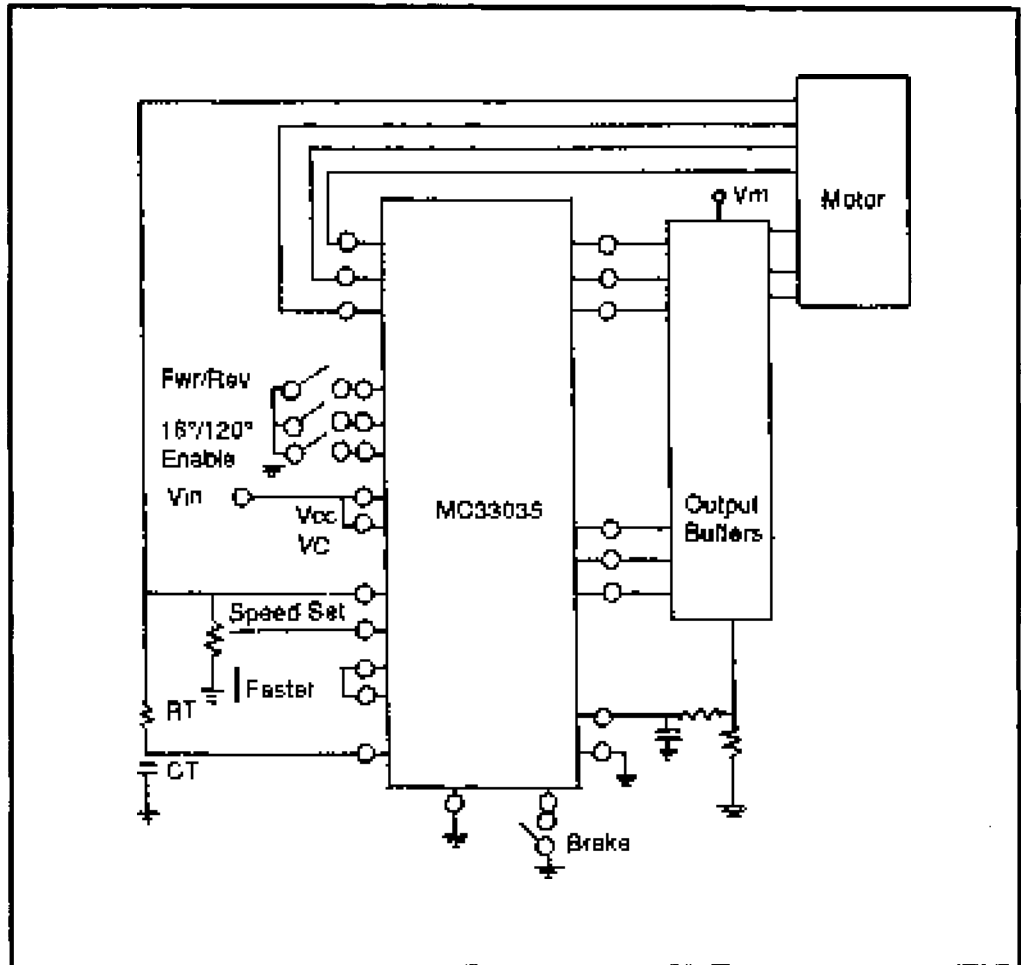 Vm
Motor
Fwr/Rev
16°/120°
Enable
Vin
Vcc
VC
MC33035
Output
Buffers
Speed Set
Faster
RT
CT
Brake